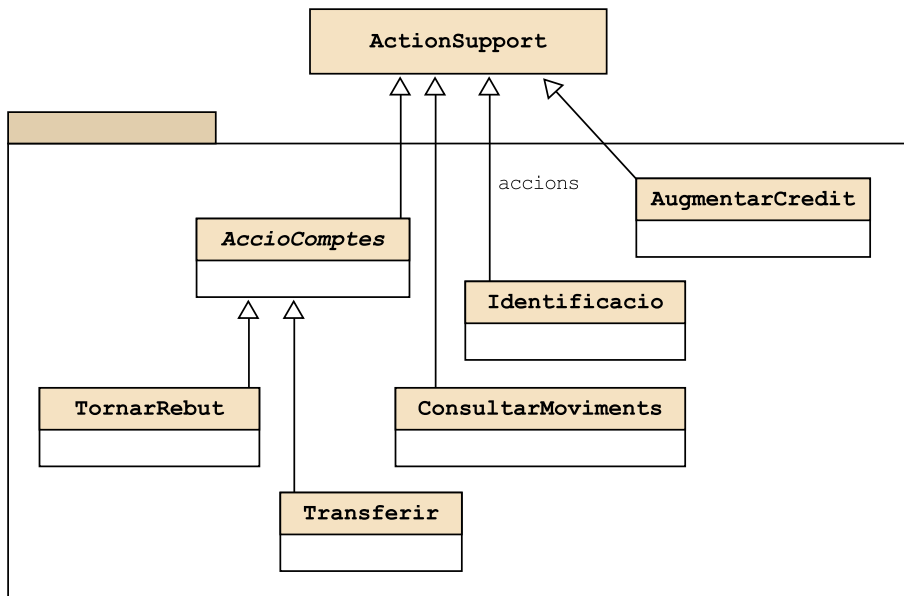 ActionSupport
accions
AugmentarCredit
AccioComptes
Identificacio
TornarRebut
ConsultarMoviments
Transferir